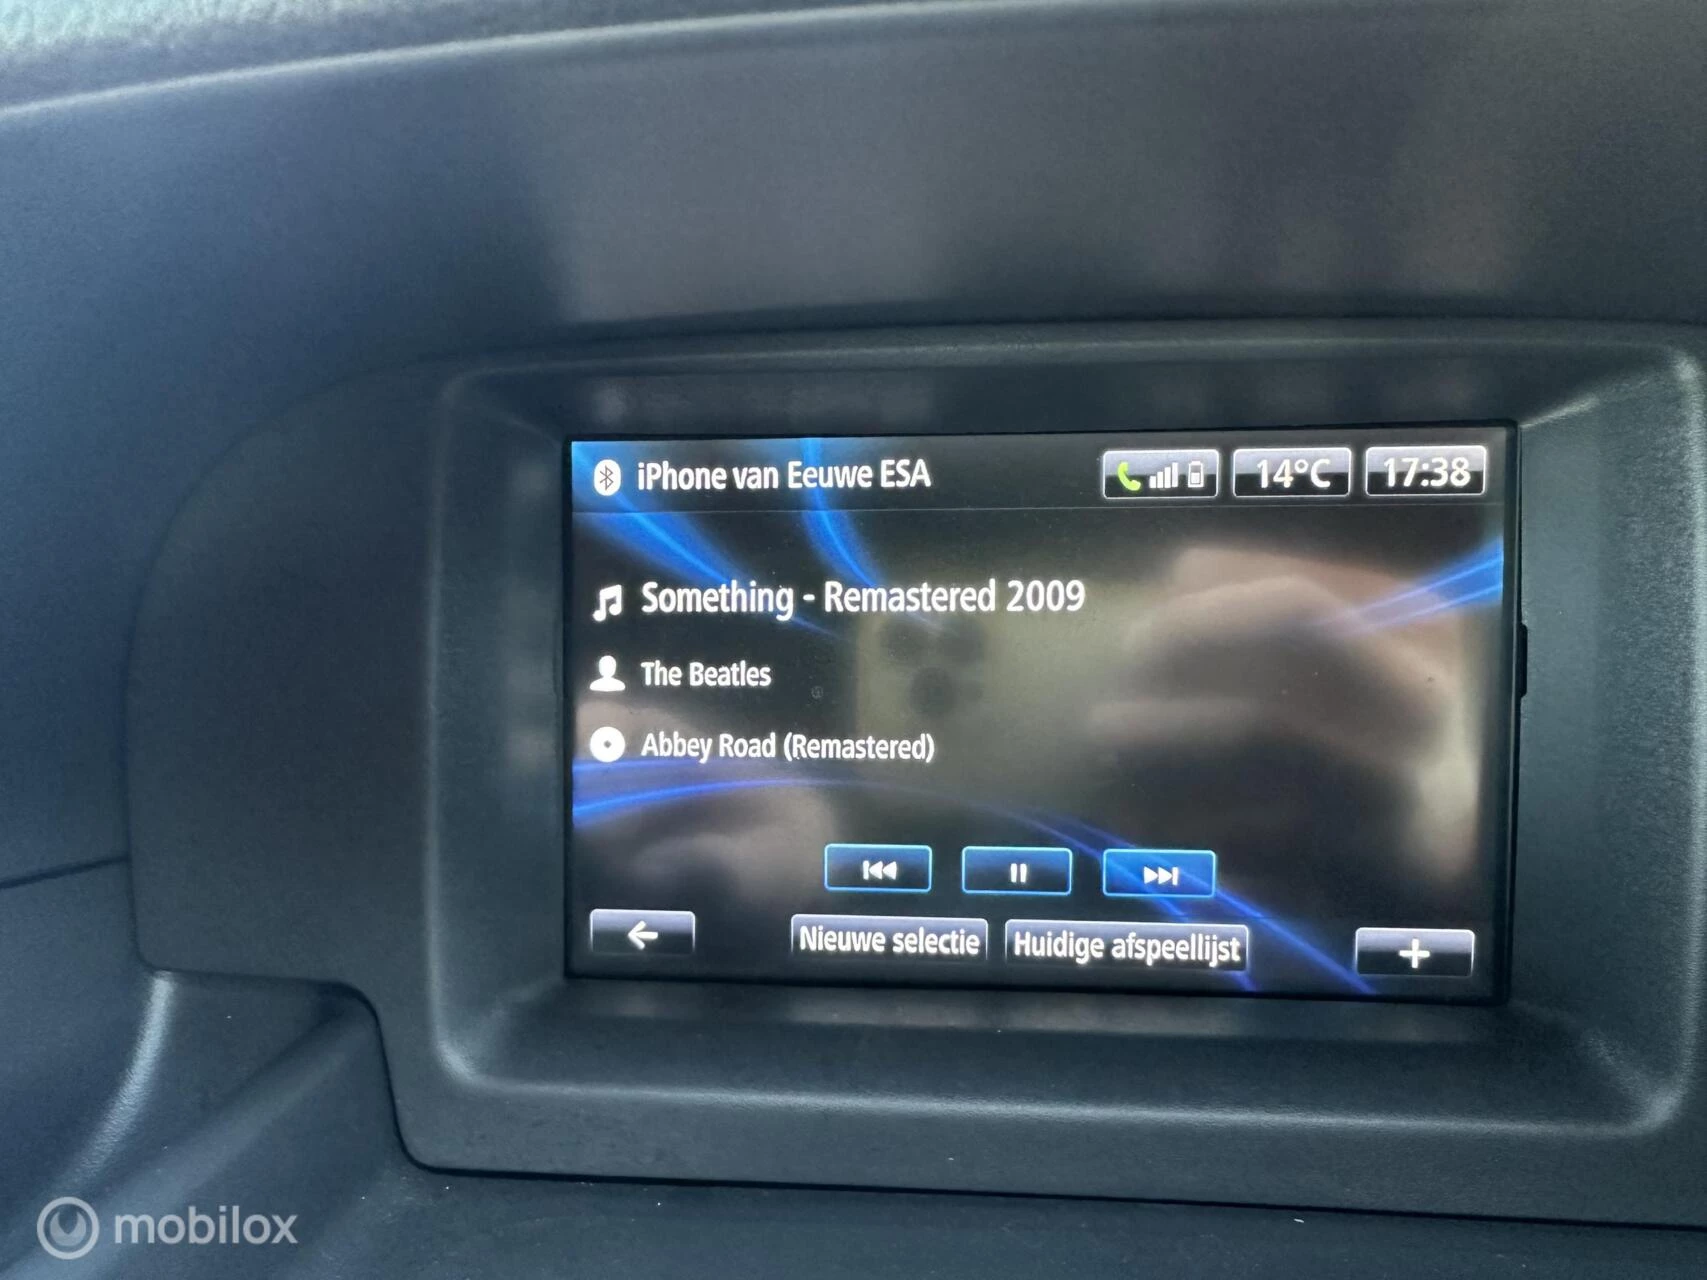 iPhone van Eeuwe ESA
14°C
17:38
Something - Remastered 2009
The Beatles
Abbey Road (Remastered)
Nieuwe selectie
Huidige afspeellijst
mobilox